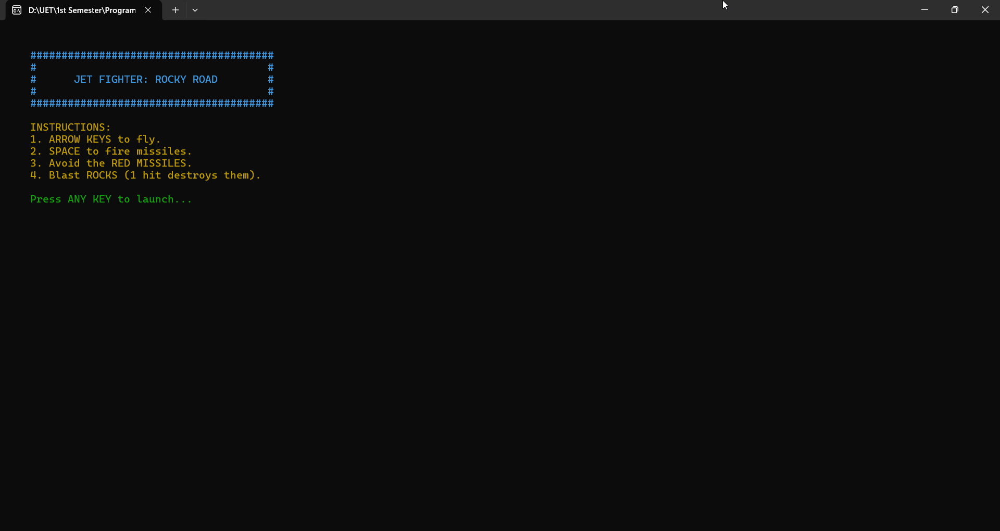 D:\UET\1st Semester\Program
#######################################
# #
# JET FIGHTER: ROCKY ROAD #
# #
#######################################
INSTRUCTIONS:
1. ARROW KEYS to fly.
2. SPACE to fire missiles.
3. Avoid the RED MISSILES.
4. Blast ROCKS (1 hit destroys them).
Press ANY KEY to launch...